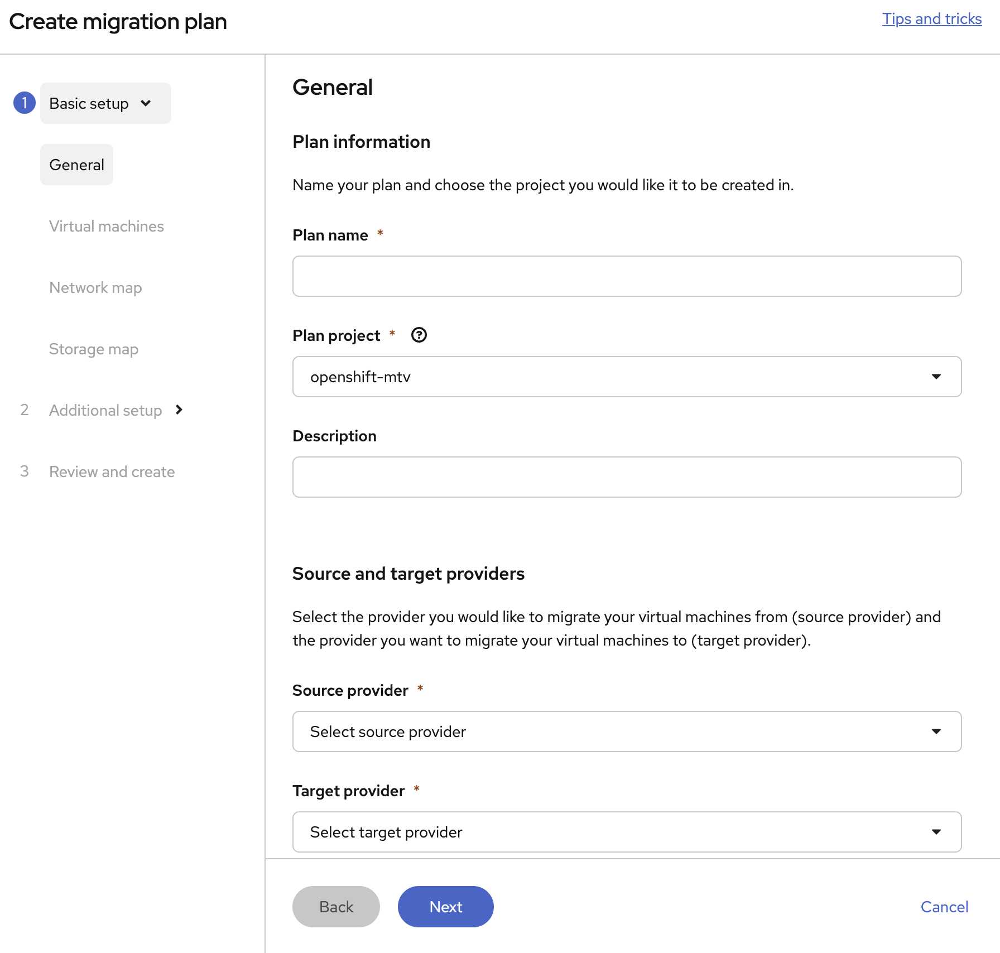 Create migration plan
Tips and tricks
1 Basic setup
General
Virtual machines
Network map
Storage map
2 Additional setup
3 Review and create
General
Plan information
Name your plan and choose the project you would like it to be created in.
Plan name *
Plan project *
openshift-mtv
Description
Source and target providers
Select the provider you would like to migrate your virtual machines from (source provider) and
the provider you want to migrate your virtual machines to (target provider).
Source provider *
Select source provider
Target provider *
Select target provider
Back
Next
Cancel